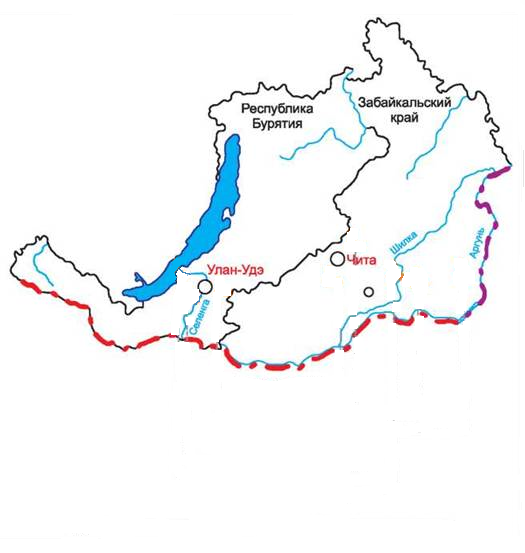 Республика
Бурятия
Забайкальский
край
Улан-Удэ
Чита
Шилка
Аргунь
Селенга